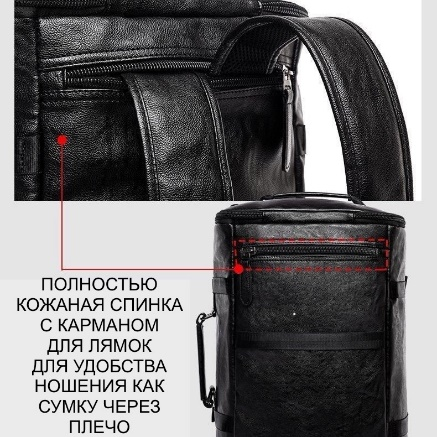 ПОЛНОСТЬЮ
КОЖАНАЯ СПИНКА
С КАРМАНОМ
ДЛЯ ЛЯМОК
ДЛЯ УДОБСТВА
НОШЕНИЯ КАК
СУМКУ ЧЕРЕЗ
ПЛЕЧО